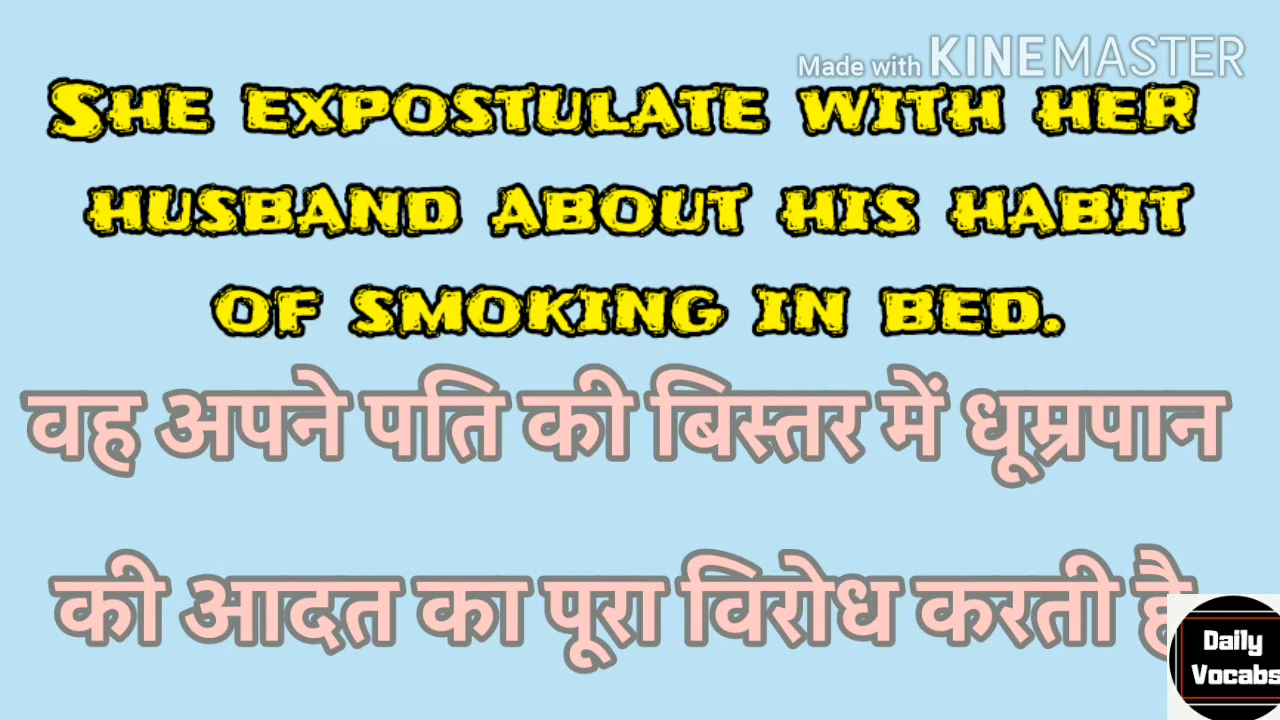 Made with KINEMASTER
She expostulate with her
husband about his habit
of smoking in bed.
वह अपने पति की बिस्तर में धूम्रपान
की आदत का पूरा विरोध करती है
Daily
Vocabs